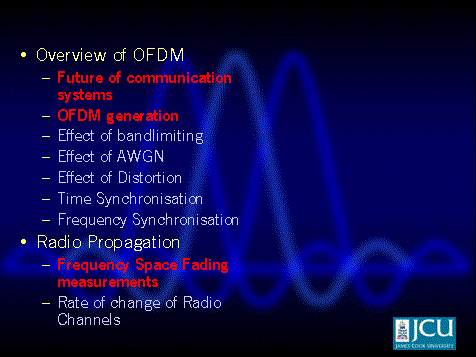 • Overview of OFDM
– Future of communication
systems
– OFDM generation
– Effect of bandlimiting
– Effect of AWGN
– Effect of Distortion
– Time Synchronisation
– Frequency Synchronisation
• Radio Propagation
– Frequency Space Fading
measurements
– Rate of change of Radio
Channels
JCU
JAMES COOK UNIVERSITY